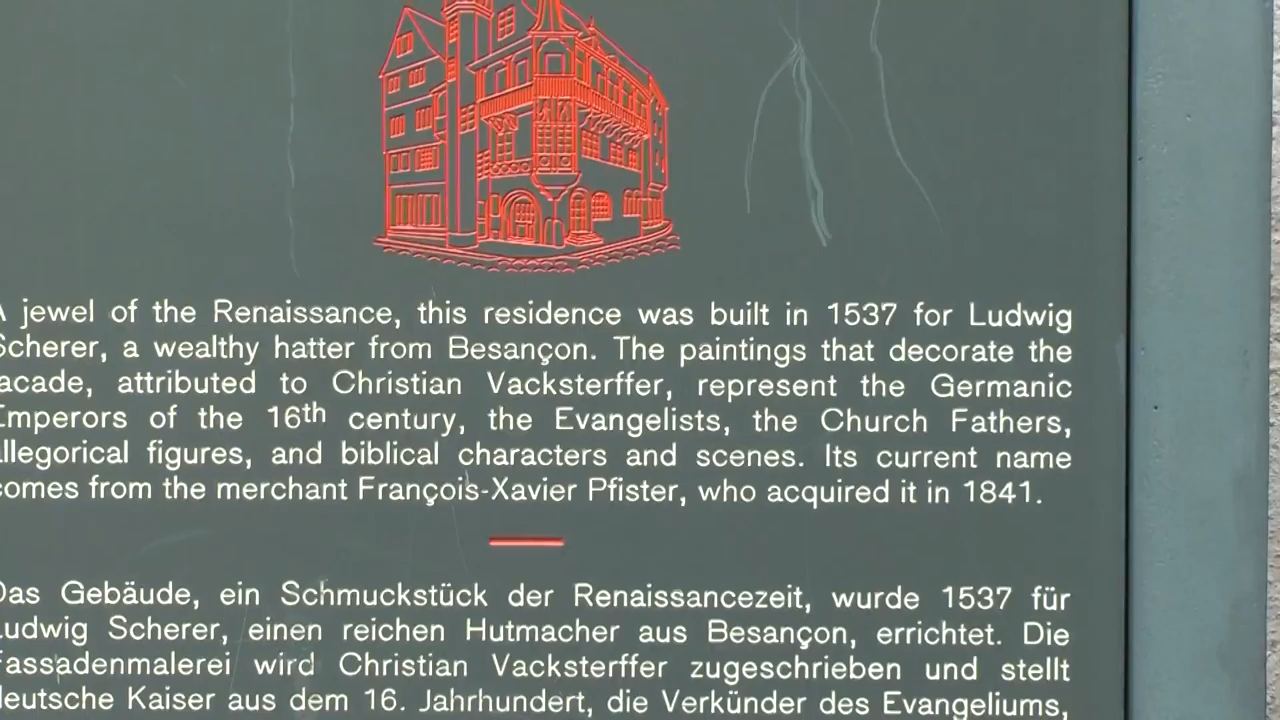 A jewel of the Renaissance, this residence was built in 1537 for Ludwig
Scherer, a wealthy hatter from Besançon. The paintings that decorate the
facade, attributed to Christian Vacksterffer, represent the Germanic
Emperors of the 16th century, the Evangelists, the Church Fathers,
allegorical figures, and biblical characters and scenes. Its current name
comes from the merchant François-Xavier Pfister, who acquired it in 1841.
Das Gebäude, ein Schmuckstück der Renaissancezeit, wurde 1537 für
Ludwig Scherer, einen reichen Hutmacher aus Besançon, errichtet. Die
Fassadenmalerei wird Christian Vacksterffer zugeschrieben und stellt
deutsche Kaiser aus dem 16. Jahrhundert, die Verkünder des Evangeliums,